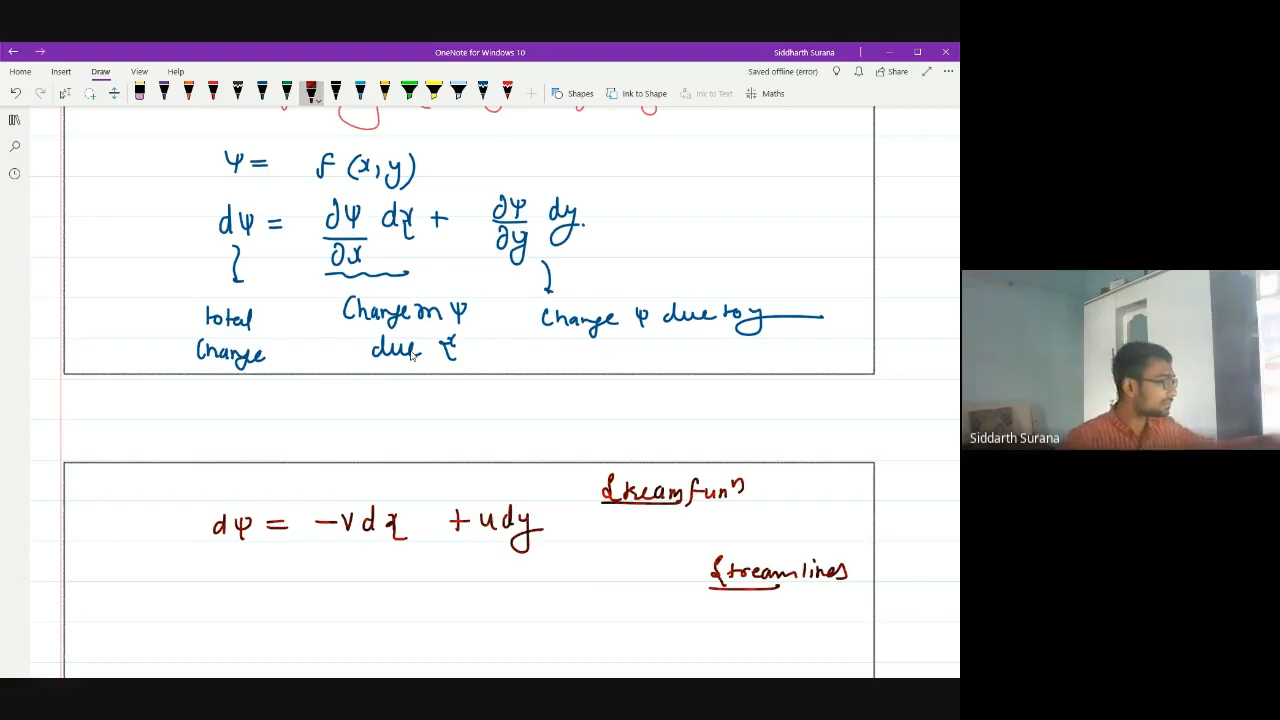 OneNote for Windows 10
Siddharth Surana
Home Insert Draw View Help
Saved offline (error)
Share
Shapes
Ink to Shape
Ink to Text
Maths
ψ = f (x, y)
dψ = ∂ψ/∂x dx + ∂ψ/∂y dy.
total Change in ψ Change ψ due to y
Change due x
Stream funⁿ
dψ = -v dx + u dy
Streamlines
Siddarth Surana